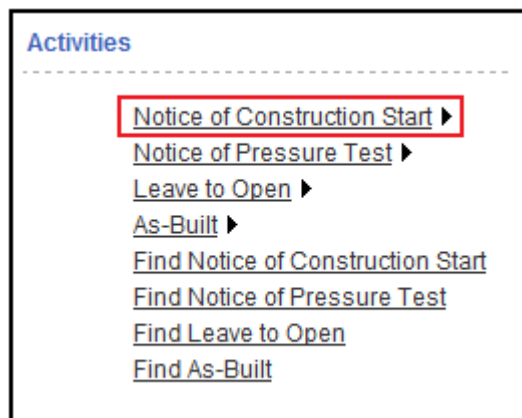 Activities
Notice of Construction Start
Notice of Pressure Test
Leave to Open
As-Built
Find Notice of Construction Start
Find Notice of Pressure Test
Find Leave to Open
Find As-Built